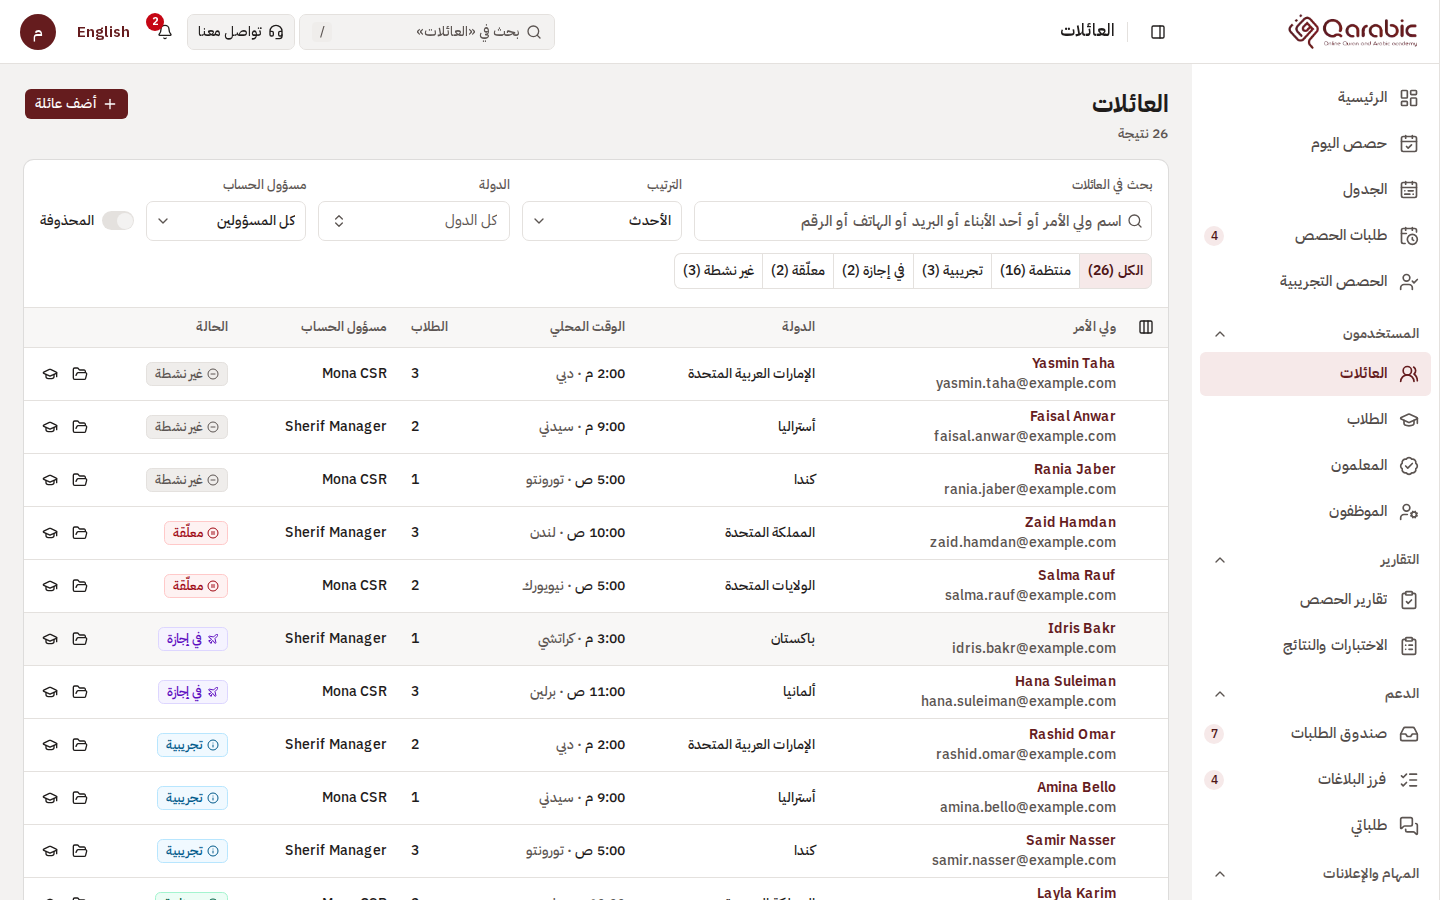 Qarabic
Online Quran and Arabic academy
العائلات
بحث في «العائلات»
/
تواصل معنا
2
English
م
الرئيسية
حصص اليوم
الجدول
طلبات الحصص
4
الحصص التجريبية
المستخدمون
العائلات
الطلاب
المعلمون
الموظفون
التقارير
تقارير الحصص
الاختبارات والنتائج
الدعم
صندوق الطلبات
7
فرز البلاغات
4
طلباتي
المهام والإعلانات
العائلات
26 نتيجة
أضف عائلة
بحث في العائلات
الترتيب
الدولة
مسؤول الحساب
اسم ولي الأمر أو أحد الأبناء أو البريد أو الهاتف أو الرقم
الأحدث
كل الدول
كل المسؤولين
المحذوفة
الكل (26)
منتظمة (16)
تجريبية (3)
في إجازة (2)
معلّقة (2)
غير نشطة (3)
ولي الأمر
الدولة
الوقت المحلي
الطلاب
مسؤول الحساب
الحالة
Yasmin Taha
yasmin.taha@example.com
الإمارات العربية المتحدة
2:00 م · دبي
3
Mona CSR
غير نشطة
Faisal Anwar
faisal.anwar@example.com
أستراليا
9:00 م · سيدني
2
Sherif Manager
غير نشطة
Rania Jaber
rania.jaber@example.com
كندا
5:00 ص · تورونتو
1
Mona CSR
غير نشطة
Zaid Hamdan
zaid.hamdan@example.com
المملكة المتحدة
10:00 ص · لندن
3
Sherif Manager
معلّقة
Salma Rauf
salma.rauf@example.com
الولايات المتحدة
5:00 ص · نيويورك
2
Mona CSR
معلّقة
Idris Bakr
idris.bakr@example.com
باكستان
3:00 م · كراتشي
1
Sherif Manager
في إجازة
Hana Suleiman
hana.suleiman@example.com
ألمانيا
11:00 ص · برلين
3
Mona CSR
في إجازة
Rashid Omar
rashid.omar@example.com
الإمارات العربية المتحدة
2:00 م · دبي
2
Sherif Manager
تجريبية
Amina Bello
amina.bello@example.com
أستراليا
9:00 م · سيدني
1
Mona CSR
تجريبية
Samir Nasser
samir.nasser@example.com
كندا
5:00 ص · تورونتو
3
Sherif Manager
تجريبية
Layla Karim